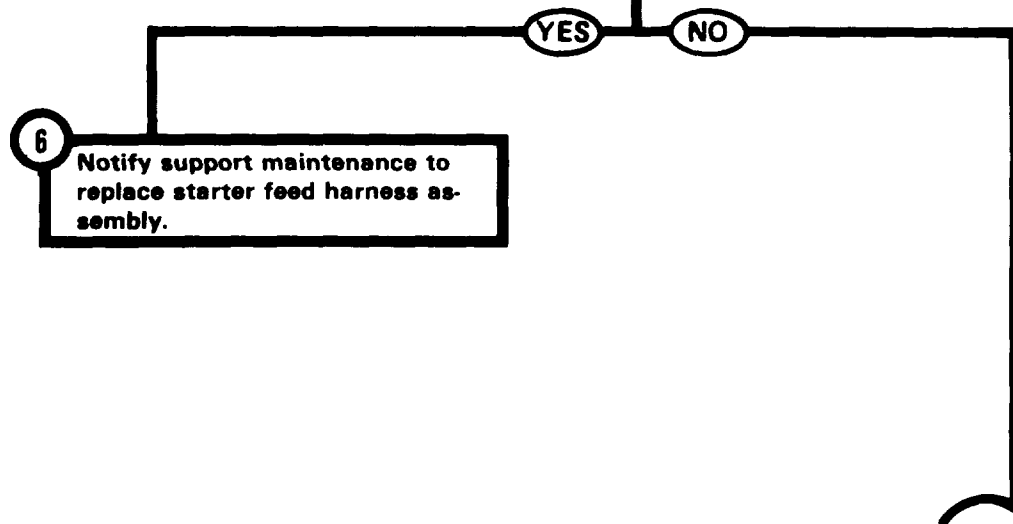 YES NO
6
Notify support maintenance to
replace starter feed harness as-
sembly.